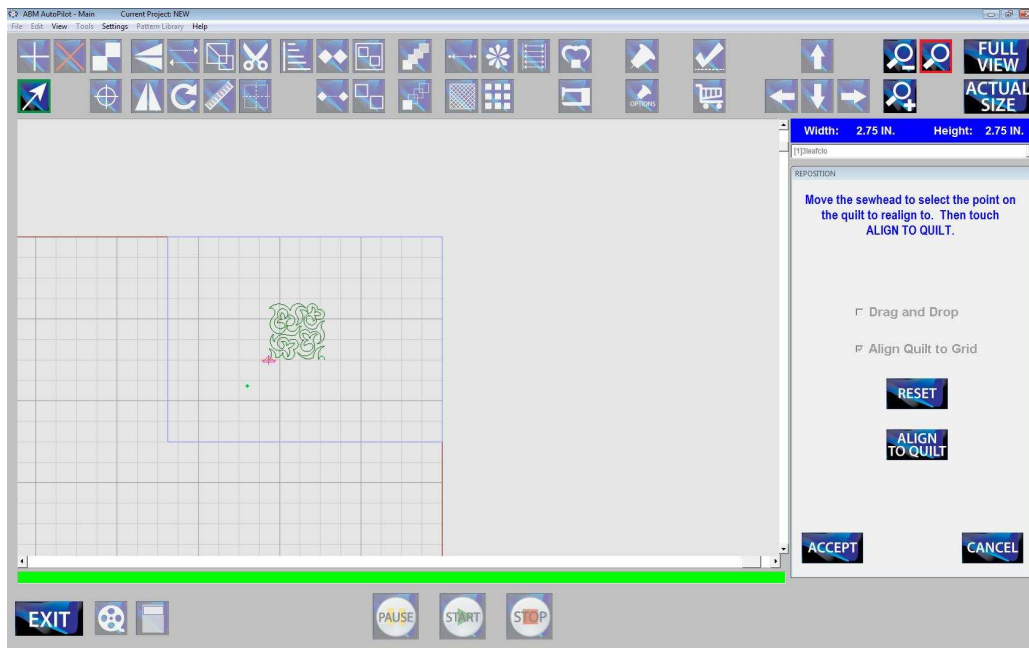 ABM AutoPilot - Main Current Project: NEW
File Edit View Tools Settings Pattern Library Help
FULL VIEW
OPTIONS
ACTUAL SIZE
Width: 2.75 IN. Height: 2.75 IN.
[1]3leafclo
REPOSITION
Move the sewhead to select the point on
the quilt to realign to. Then touch
ALIGN TO QUILT.
Drag and Drop
Align Quilt to Grid
RESET
ALIGN
TO QUILT
ACCEPT CANCEL
EXIT
PAUSE START STOP